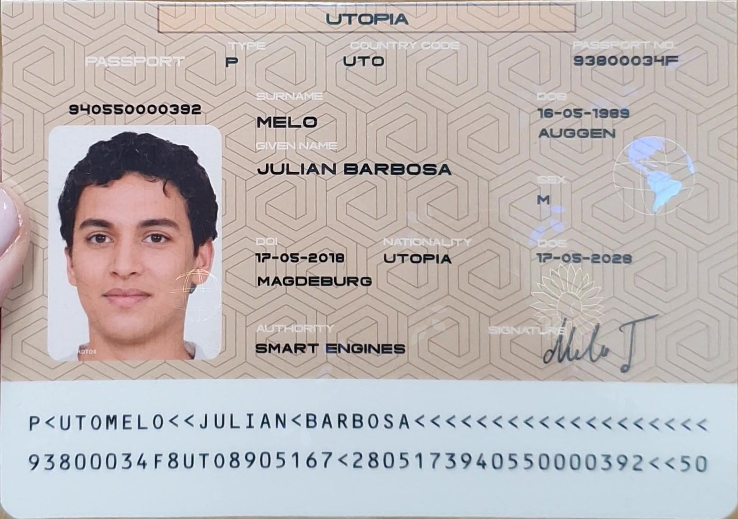 UTOPIA
TYPE COUNTRY CODE PASSPORT NO.
PASSPORT P UTO 93800034F
SURNAME DOB
940550000392 16-05-1989
MELO AUGGEN
GIVEN NAME
JULIAN BARBOSA
SEX
M
DOI NATIONALITY DOE
17-05-2018 UTOPIA 17-05-2028
MAGDEBURG
AUTHORITY SIGNATURE
SMART ENGINES
P<UTOMELO<<JULIAN<BARBOSA<<<<<<<<<<<<<<<<<<<
93800034F8UTO8905167<2805173940550000392<<50